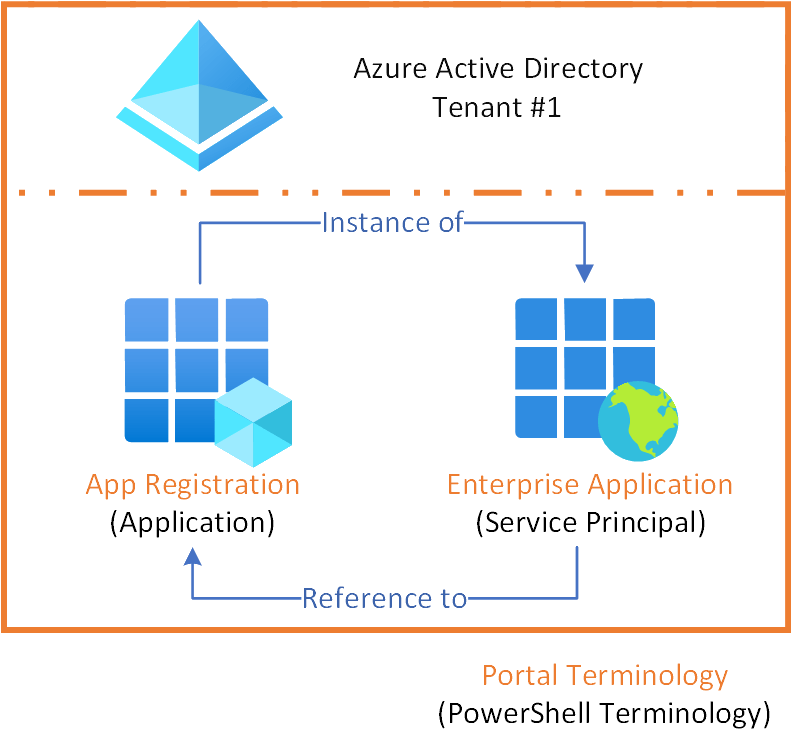 Azure Active Directory
Tenant #1
Instance of
App Registration
(Application)
Enterprise Application
(Service Principal)
Reference to
Portal Terminology
(PowerShell Terminology)